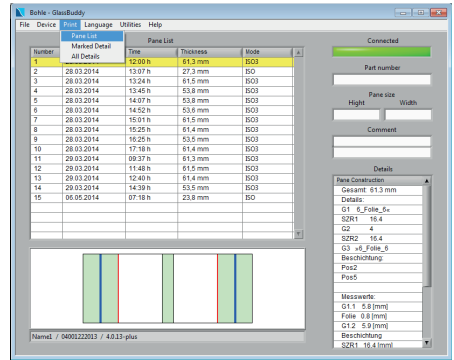 Bohle - GlassBuddy
File Device Print Language Utilities Help
Pane List
Marked Detail
All Details
Pane List
Number Time Thickness Mode
1 12:00 h 61,3 mm ISO3
2 28.03.2014 13:07 h 27,3 mm ISO
3 28.03.2014 13:24 h 61,5 mm ISO3
4 28.03.2014 13:45 h 53,8 mm ISO3
5 28.03.2014 14:07 h 53,8 mm ISO3
6 28.03.2014 14:52 h 53,6 mm ISO3
7 28.03.2014 15:01 h 61,5 mm ISO3
8 28.03.2014 15:25 h 61,4 mm ISO3
9 28.03.2014 16:25 h 53,5 mm ISO3
10 28.03.2014 17:18 h 61,4 mm ISO3
11 29.03.2014 09:37 h 61,3 mm ISO3
12 29.03.2014 11:48 h 61,5 mm ISO3
13 29.03.2014 12:40 h 61,4 mm ISO3
14 28.03.2014 14:39 h 53,5 mm ISO3
15 06.05.2014 07:18 h 23,8 mm ISO
Name1 / 04001222013 / 4.0.13-plus
Connected
Part number
Pane size
Hight Width
Comment
Details
Pane Construction
Gesamt: 61.3 mm
Details:
G1 6_Folie_6«
SZR1 16.4
G2 4
SZR2 16.4
G3 »6_Folie_6
Beschichtung:
Pos2
Pos5
Messwerte:
G1.1 5.8 [mm]
Folie 0.8 [mm]
G1.2 5.9 [mm]
Beschichtung
SZR1 16,4 [mm]